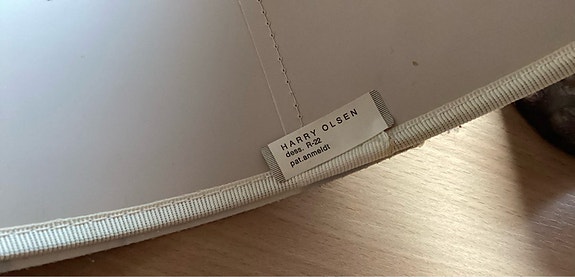 HARRY OLSEN
dess. R-22
pat.anmeldt